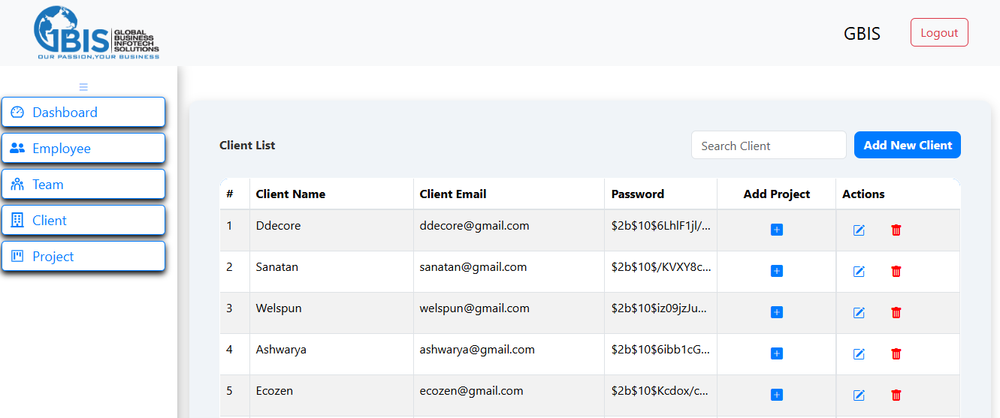 GBIS
GLOBAL
BUSINESS
INFOTECH
SOLUTIONS
OUR PASSION,YOUR BUSINESS
GBIS Logout
Dashboard
Employee
Team
Client
Project
Client List Search Client Add New Client
# Client Name Client Email Password Add Project Actions
1 Ddecore ddecore@gmail.com $2b$10$6LhlF1jl/...
2 Sanatan sanatan@gmail.com $2b$10$/KVXY8c...
3 Welspun welspun@gmail.com $2b$10$iz09jzJu...
4 Ashwarya ashwarya@gmail.com $2b$10$6ibb1cG...
5 Ecozen ecozen@gmail.com $2b$10$Kcdox/c...